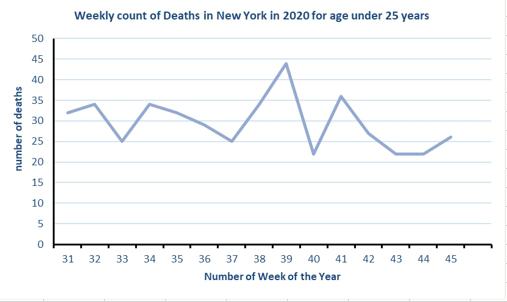 Weekly count of Deaths in New York in 2020 for age under 25 years
number of deaths
50
45
40
35
30
25
20
15
10
5
0
31 32 33 34 35 36 37 38 39 40 41 42 43 44 45
Number of Week of the Year